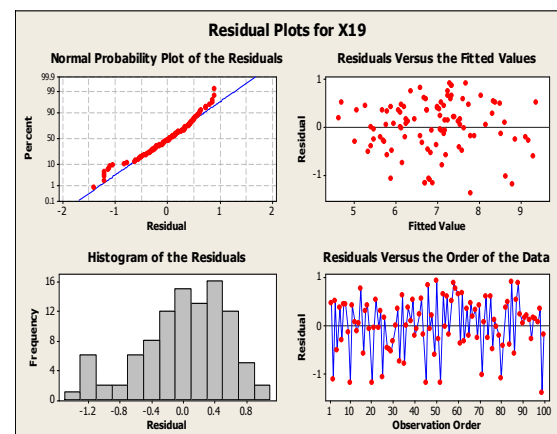 Residual Plots for X19
Normal Probability Plot of the Residuals
99.9
99
90
50
10
1
0.1
Percent
-2 -1 0 1 2
Residual
Residuals Versus the Fitted Values
1
0
-1
Residual
5 6 7 8 9
Fitted Value
Histogram of the Residuals
16
12
8
4
0
Frequency
-1.2 -0.8 -0.4 0.0 0.4 0.8
Residual
Residuals Versus the Order of the Data
1
0
-1
Residual
1 10 20 30 40 50 60 70 80 90 100
Observation Order